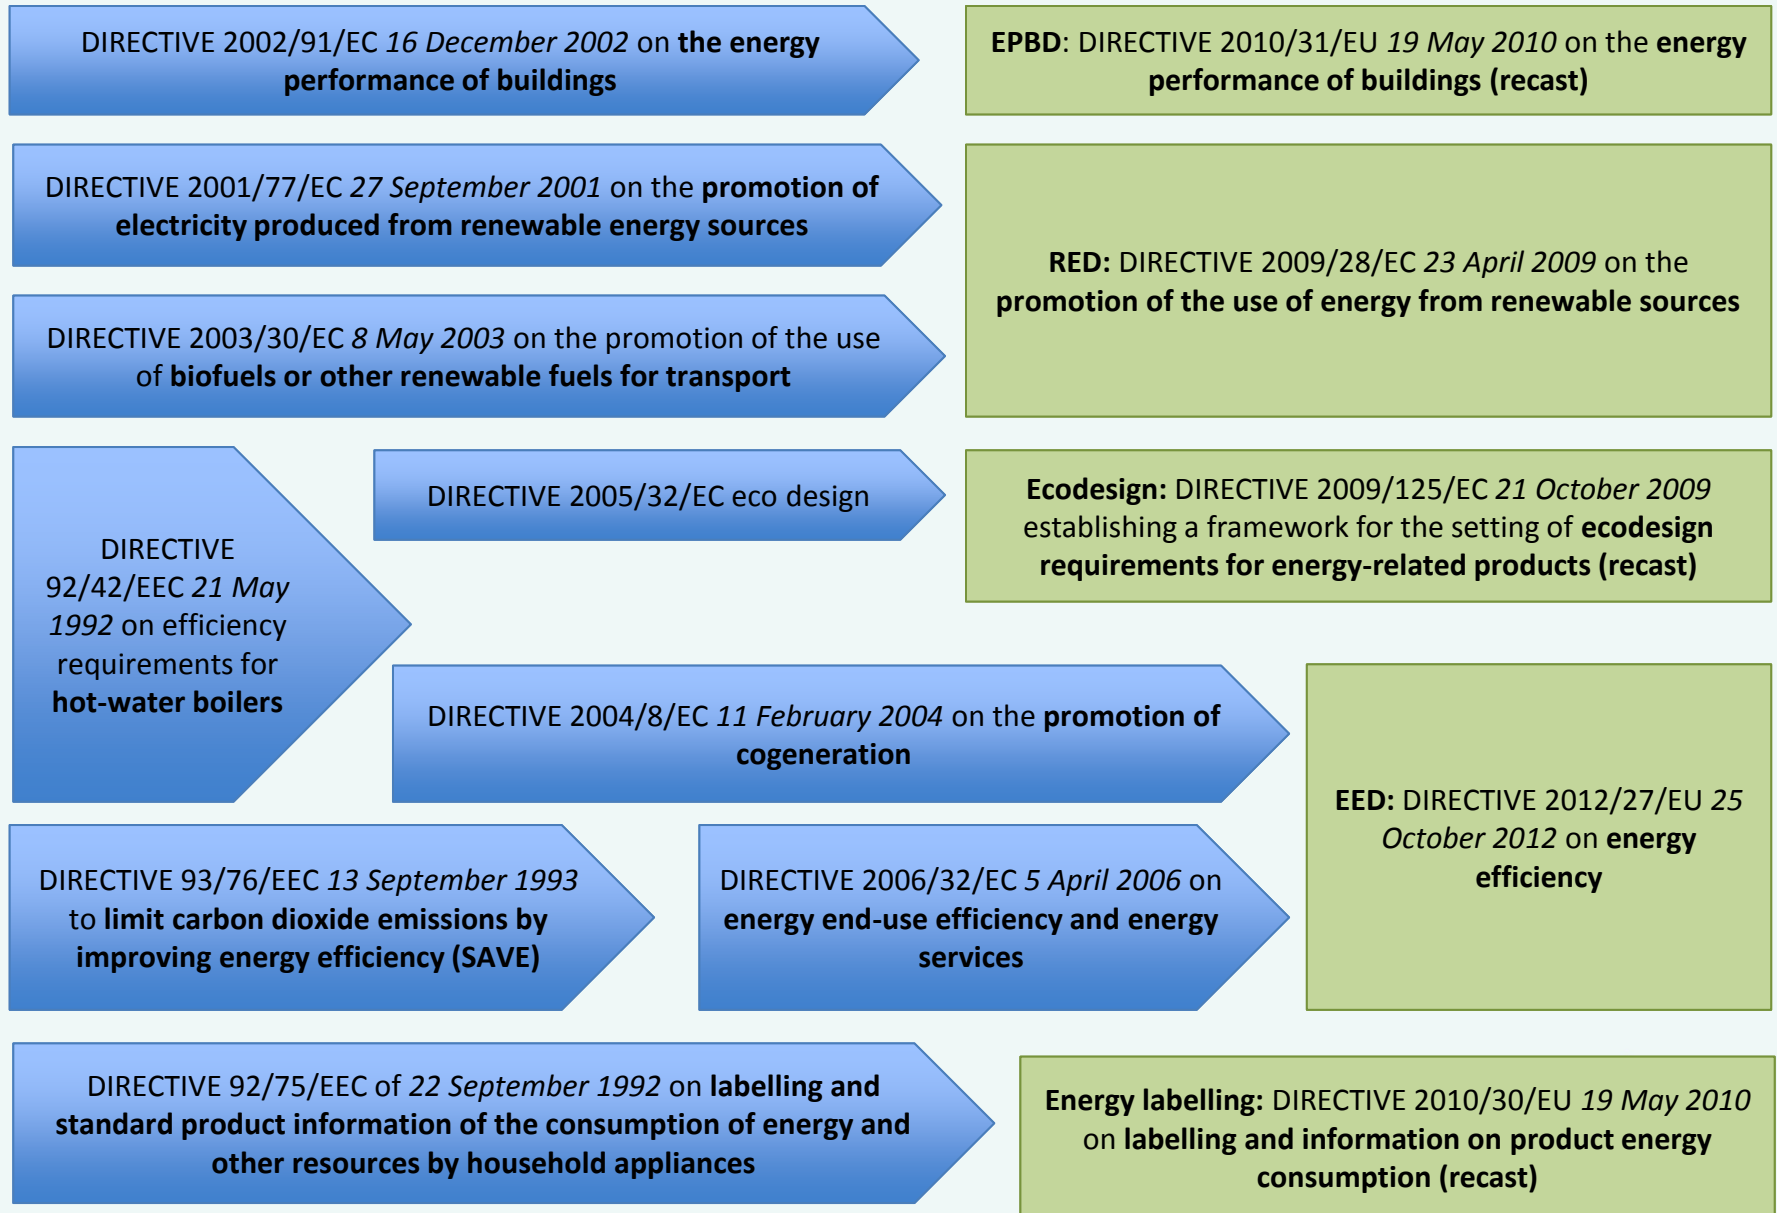 DIRECTIVE 2002/91/EC 16 December 2002 on the energy
performance of buildings
EPBD: DIRECTIVE 2010/31/EU 19 May 2010 on the energy
performance of buildings (recast)
DIRECTIVE 2001/77/EC 27 September 2001 on the promotion of
electricity produced from renewable energy sources
RED: DIRECTIVE 2009/28/EC 23 April 2009 on the
promotion of the use of energy from renewable sources
DIRECTIVE 2003/30/EC 8 May 2003 on the promotion of the use
of biofuels or other renewable fuels for transport
DIRECTIVE
92/42/EEC 21 May
1992 on efficiency
requirements for
hot-water boilers
DIRECTIVE 2005/32/EC eco design
Ecodesign: DIRECTIVE 2009/125/EC 21 October 2009
establishing a framework for the setting of ecodesign
requirements for energy-related products (recast)
DIRECTIVE 2004/8/EC 11 February 2004 on the promotion of
cogeneration
EED: DIRECTIVE 2012/27/EU 25
October 2012 on energy
efficiency
DIRECTIVE 93/76/EEC 13 September 1993
to limit carbon dioxide emissions by
improving energy efficiency (SAVE)
DIRECTIVE 2006/32/EC 5 April 2006 on
energy end-use efficiency and energy
services
DIRECTIVE 92/75/EEC of 22 September 1992 on labelling and
standard product information of the consumption of energy and
other resources by household appliances
Energy labelling: DIRECTIVE 2010/30/EU 19 May 2010
on labelling and information on product energy
consumption (recast)